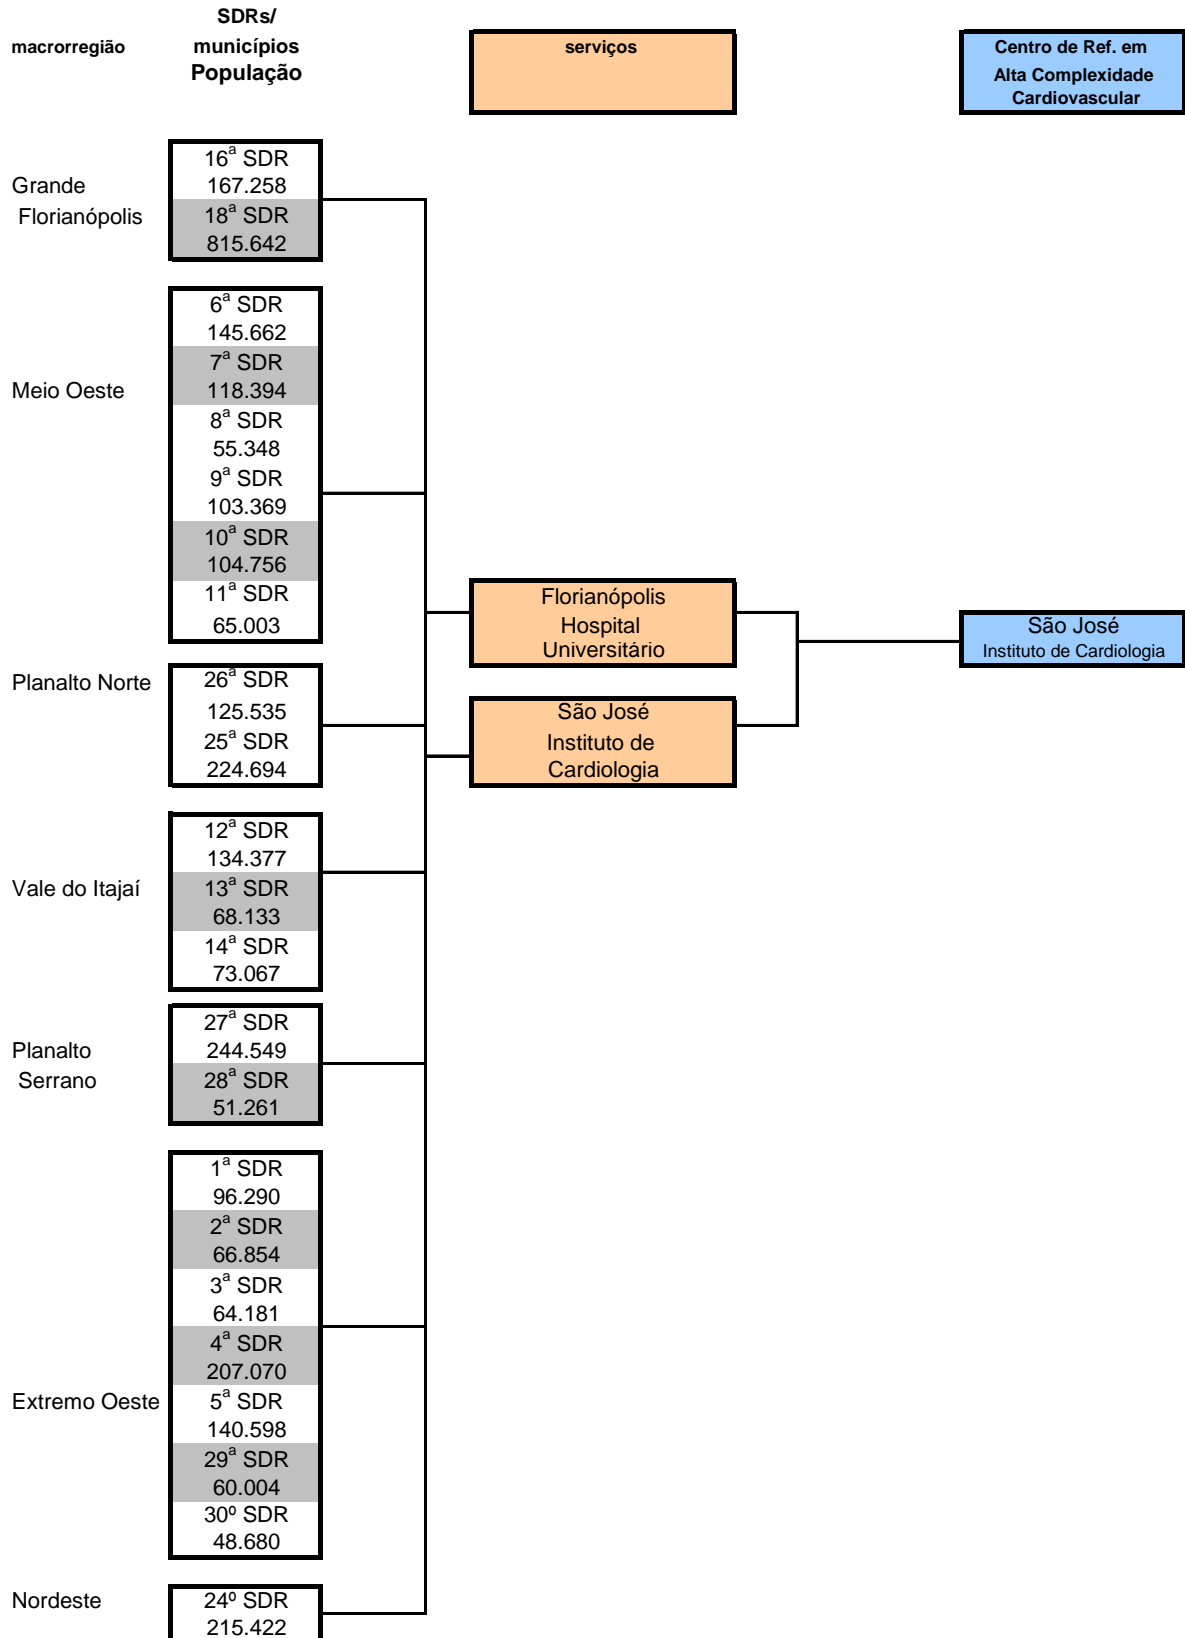 SDRs/
macrorregião
municípios
População
serviços
Centro de Ref. em
Alta Complexidade
Cardiovascular
Grande
Florianópolis
16ª SDR
167.258
18ª SDR
815.642
Meio Oeste
6ª SDR
145.662
7ª SDR
118.394
8ª SDR
55.348
9ª SDR
103.369
10ª SDR
104.756
11ª SDR
65.003
Florianópolis
Hospital
Universitário
São José
Instituto de Cardiologia
Planalto Norte
26ª SDR
125.535
25ª SDR
224.694
São José
Instituto de
Cardiologia
Vale do Itajaí
12ª SDR
134.377
13ª SDR
68.133
14ª SDR
73.067
Planalto
Serrano
27ª SDR
244.549
28ª SDR
51.261
Extremo Oeste
1ª SDR
96.290
2ª SDR
66.854
3ª SDR
64.181
4ª SDR
207.070
5ª SDR
140.598
29ª SDR
60.004
30º SDR
48.680
Nordeste
24º SDR
215.422